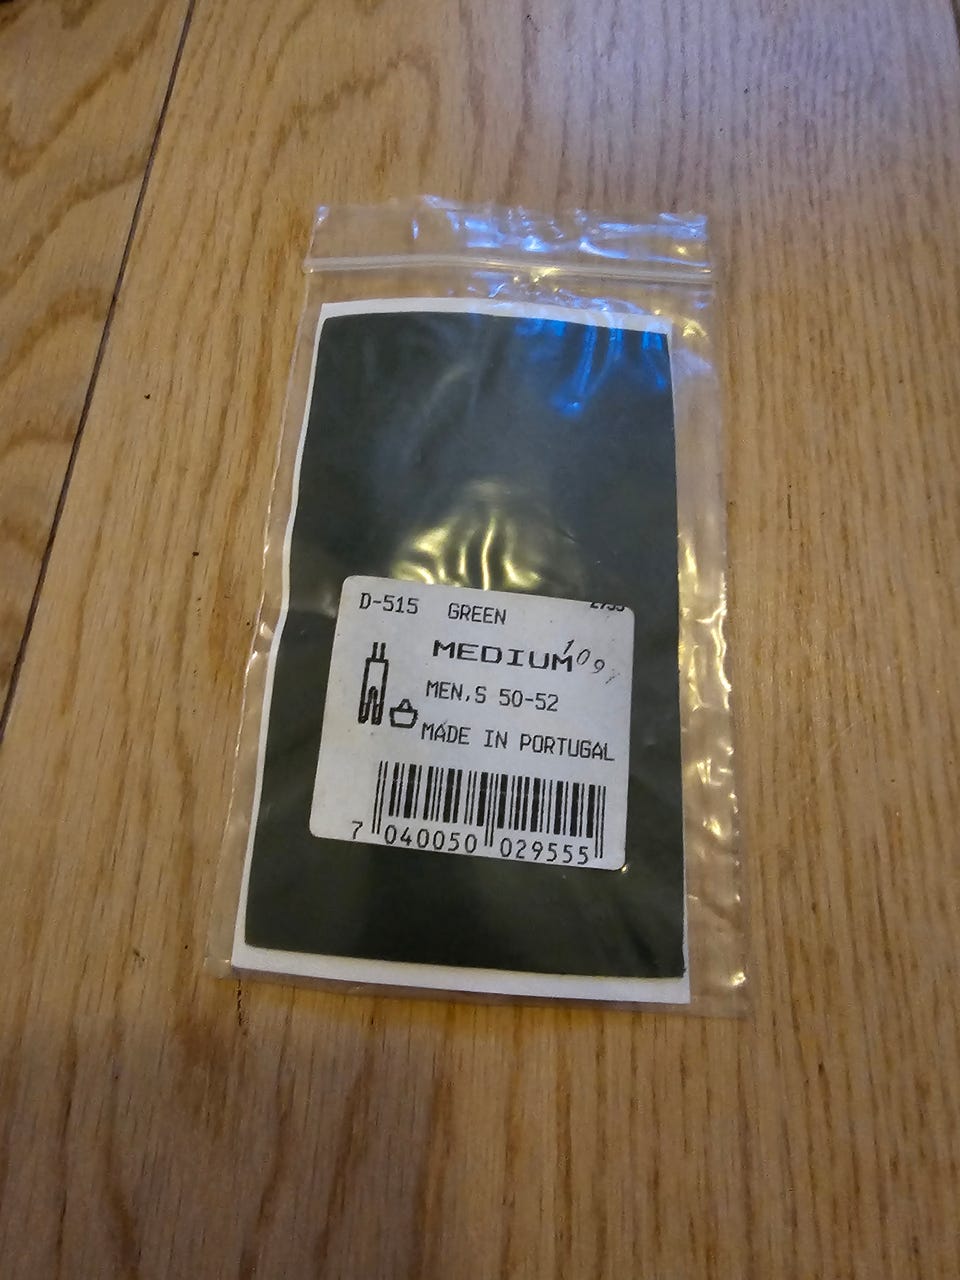 D-515 GREEN
MEDIUM
MEN,S 50-52
MADE IN PORTUGAL
7 040050 029555